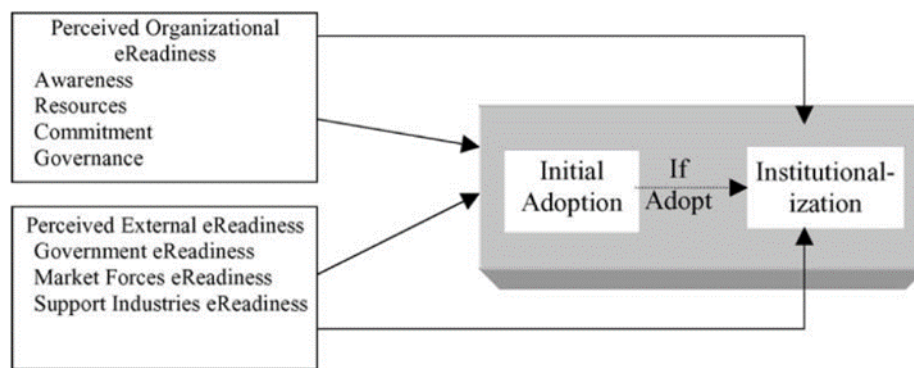 Perceived Organizational
eReadiness
Awareness
Resources
Commitment
Governance
Perceived External eReadiness
Government eReadiness
Market Forces eReadiness
Support Industries eReadiness
Initial
Adoption
If
Adopt
Institutional-
ization